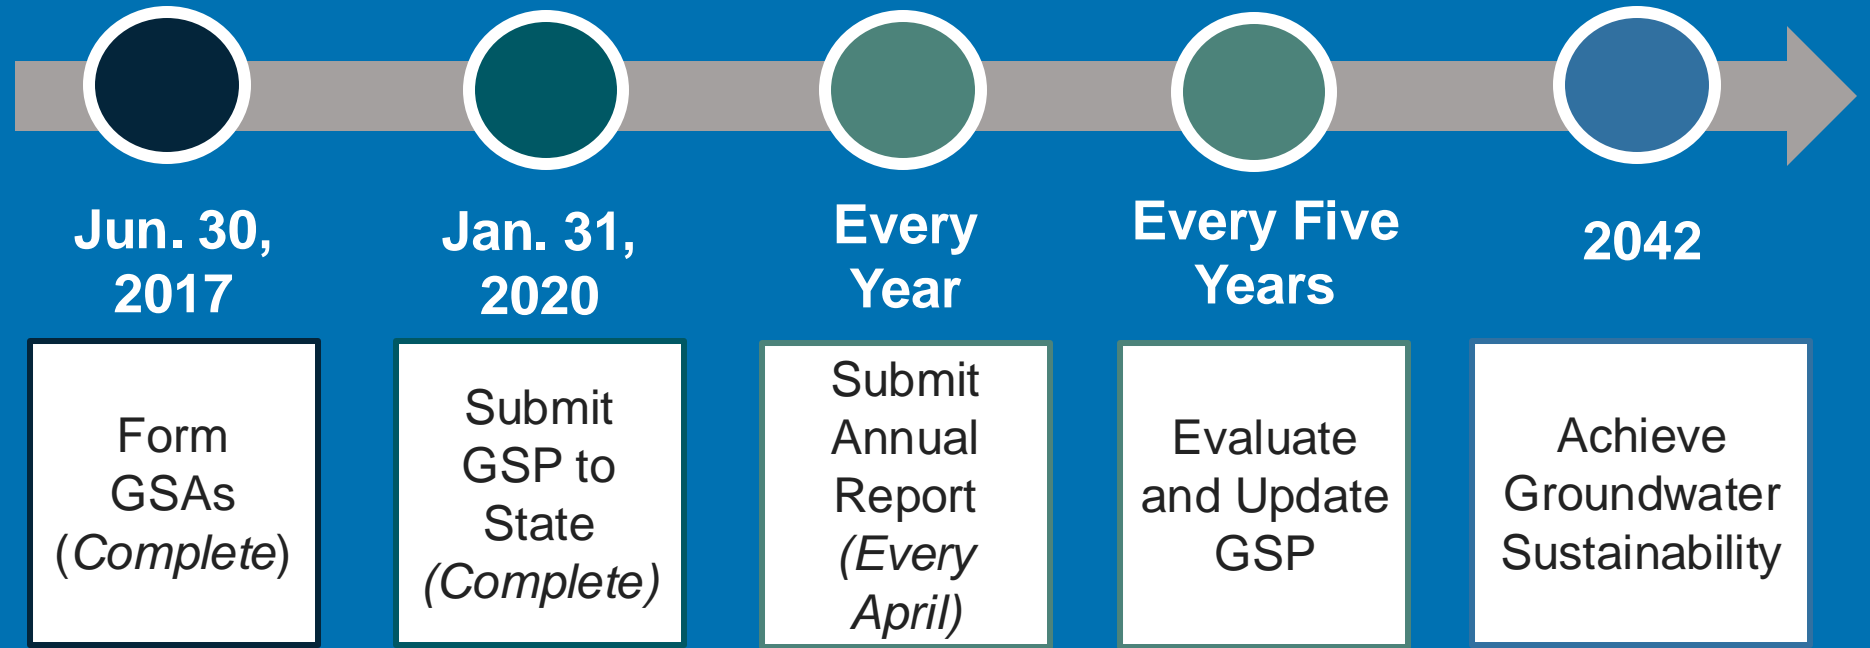 Jun. 30,
2017
Jan. 31,
2020
Every
Year
Every Five
Years
2042
Form
GSAs
(Complete)
Submit
GSP to
State
(Complete)
Submit
Annual
Report
(Every
April)
Evaluate
and Update
GSP
Achieve
Groundwater
Sustainability